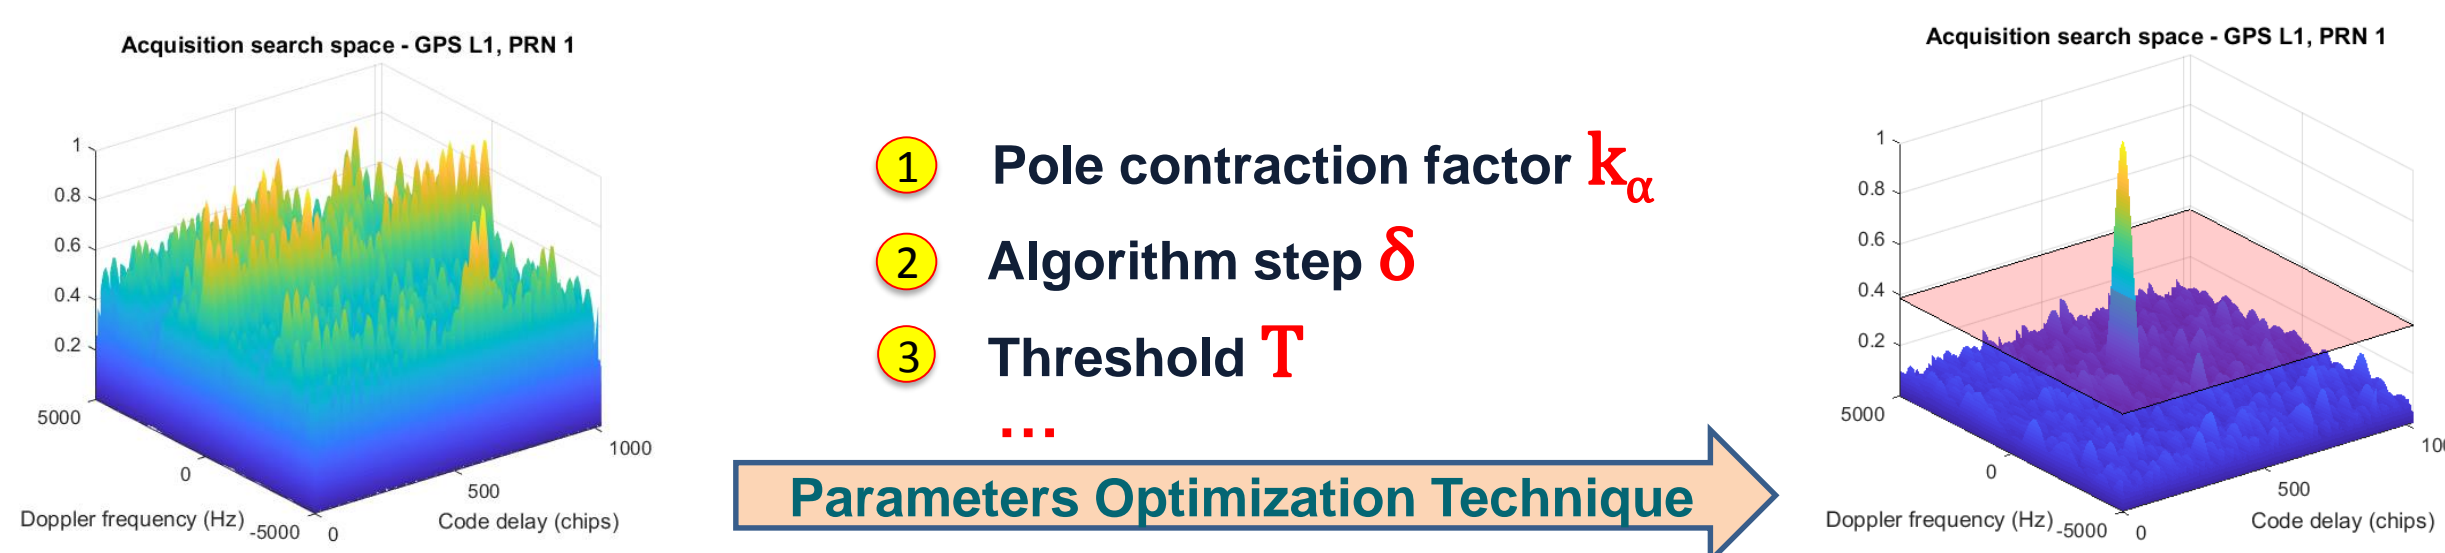 Acquisition search space - GPS L1, PRN 1
1
0.8
0.6
0.4
0.2
5000
0
-5000
0
500
1000
Doppler frequency (Hz)
Code delay (chips)
1 Pole contraction factor kα
2 Algorithm step δ
3 Threshold T
...
Parameters Optimization Technique
Acquisition search space - GPS L1, PRN 1
1
0.8
0.6
0.4
0.2
5000
0
-5000
0
500
Doppler frequency (Hz)
Code delay (chips)